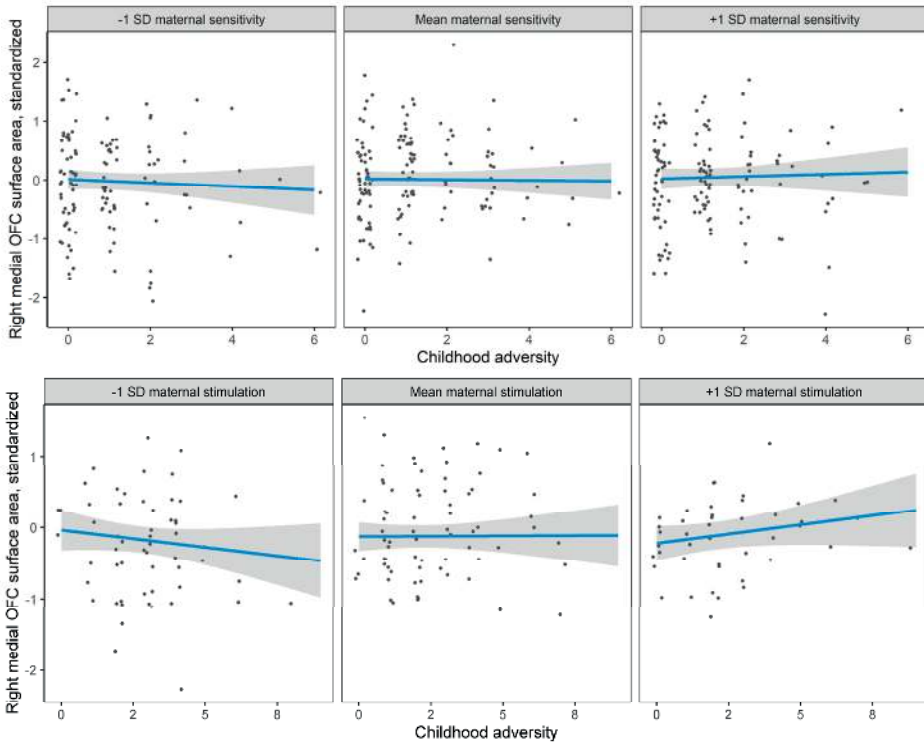 -1 SD maternal sensitivity
Mean maternal sensitivity
+1 SD maternal sensitivity
Right medial OFC surface area, standardized
2
1
0
-1
-2
0 2 4 6
0 2 4 6
0 2 4 6
Childhood adversity
-1 SD maternal stimulation
Mean maternal stimulation
+1 SD maternal stimulation
Right medial OFC surface area, standardized
1
0
-1
-2
0 2 5 8
0 2 5 8
0 2 5 8
Childhood adversity